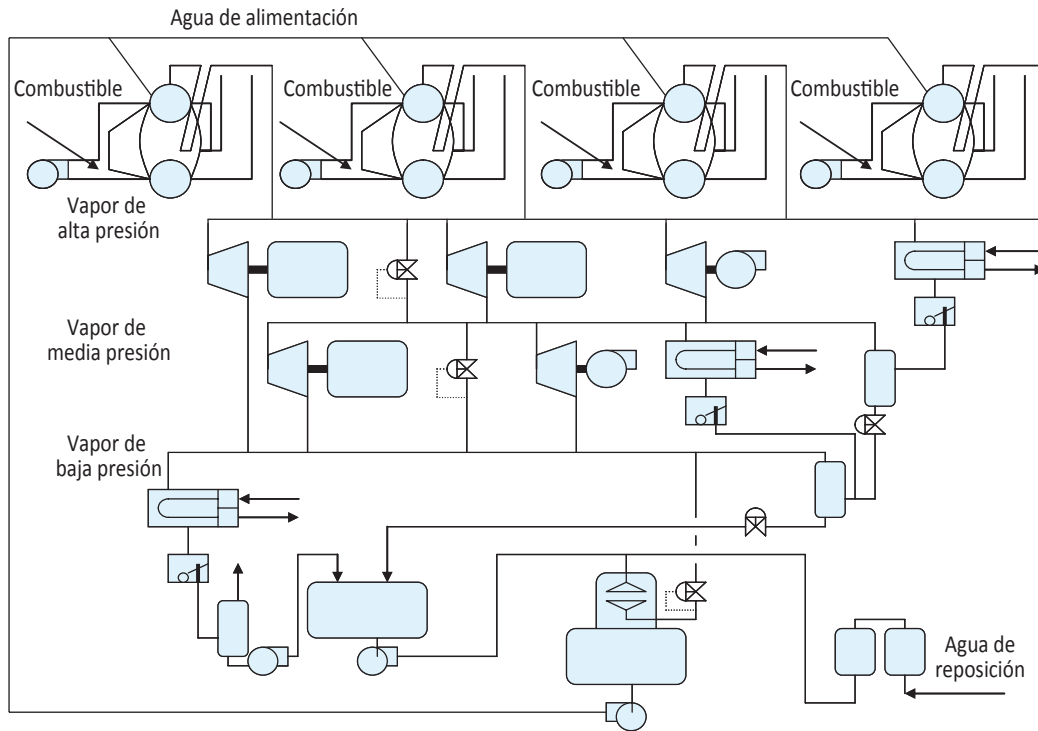 Agua de alimentación
Combustible
Combustible
Combustible
Combustible
Vapor de
alta presión
Vapor de
media presión
Vapor de
baja presión
Agua de
reposición